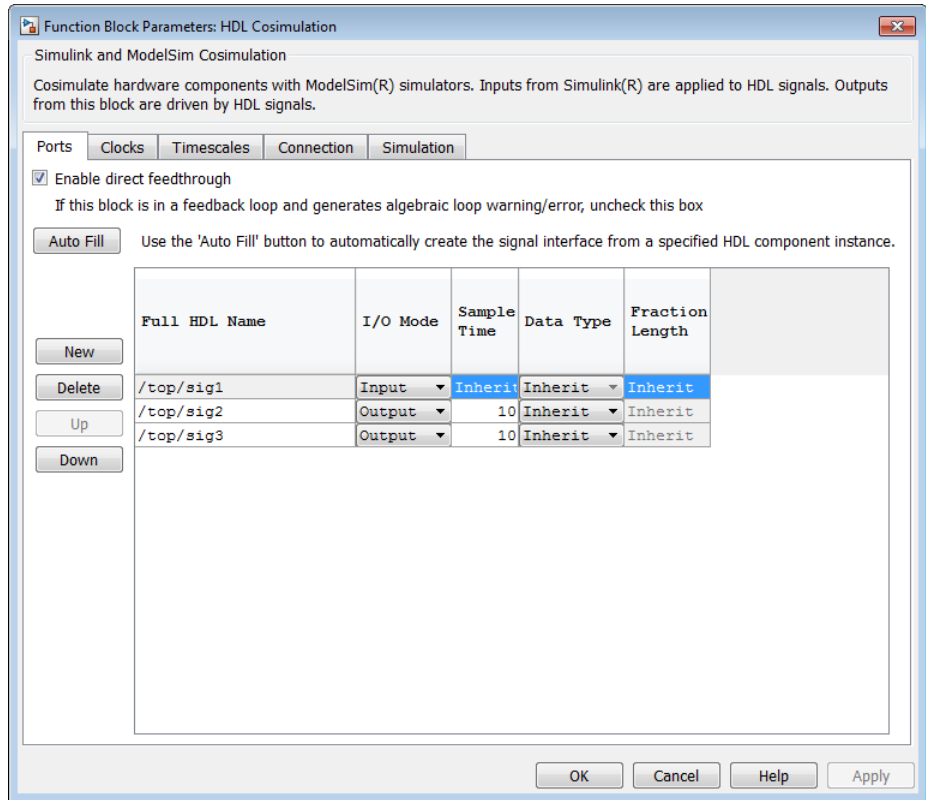 Function Block Parameters: HDL Cosimulation
Simulink and ModelSim Cosimulation
Cosimulate hardware components with ModelSim(R) simulators. Inputs from Simulink(R) are applied to HDL signals. Outputs
from this block are driven by HDL signals.
Ports Clocks Timescales Connection Simulation
Enable direct feedthrough
If this block is in a feedback loop and generates algebraic loop warning/error, uncheck this box
Auto Fill Use the 'Auto Fill' button to automatically create the signal interface from a specified HDL component instance.
Full HDL Name I/O Mode Sample Time Data Type Fraction Length
New
Delete /top/sig1 Input Inherit Inherit Inherit
/top/sig2 Output 10 Inherit Inherit
Up
/top/sig3 Output 10 Inherit Inherit
Down
OK Cancel Help Apply